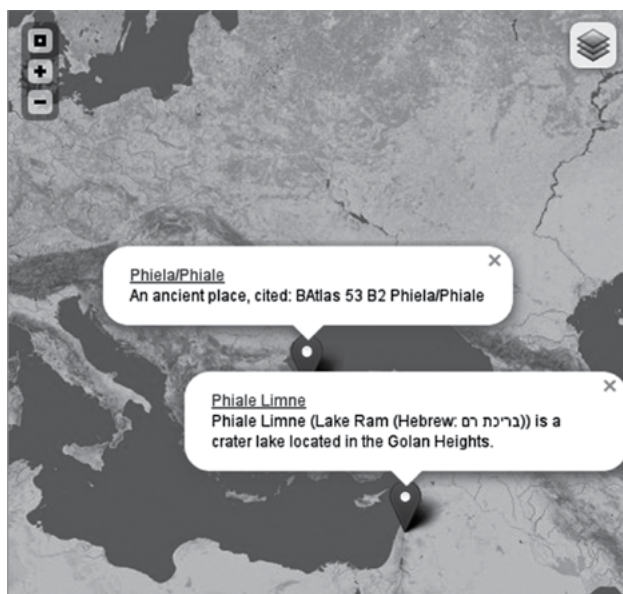 Phiela/Phiale
An ancient place, cited: BAtlas 53 B2 Phiela/Phiale
Phiale Limne
Phiale Limne (Lake Ram (Hebrew: בריכת רם)) is a
crater lake located in the Golan Heights.